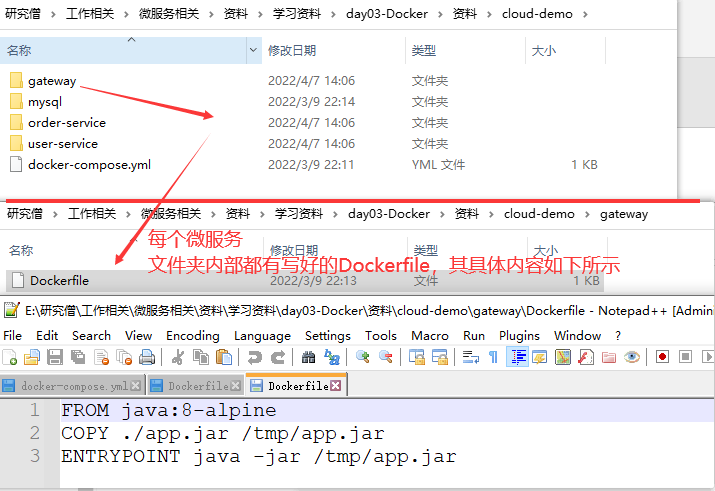 研究僧 > 工作相关 > 微服务相关 > 资料 > 学习资料 > day03-Docker > 资料 > cloud-demo >
名称 修改日期 类型 大小
gateway 2022/4/7 14:06 文件夹
mysql 2022/3/9 22:14 文件夹
order-service 2022/4/7 14:06 文件夹
user-service 2022/4/7 14:06 文件夹
docker-compose.yml 2022/3/9 22:11 YML 文件 1 KB
研究僧 > 工作相关 > 微服务相关 > 资料 > 学习资料 > day03-Docker > 资料 > cloud-demo > gateway
名称 修改日期 类型 大小
每个微服务
文件夹内部都有写好的Dockerfile，其具体内容如下所示
Dockerfile 2022/3/9 22:13 文件 1 KB
E:\研究僧\工作相关\微服务相关\资料\学习资料\day03-Docker\资料\cloud-demo\gateway\Dockerfile - Notepad++ [Admin
File Edit Search View Encoding Language Settings Tools Macro Run Plugins Window ?
docker-compose.yml Dockerfile Dockerfile
1 FROM java:8-alpine
2 COPY ./app.jar /tmp/app.jar
3 ENTRYPOINT java -jar /tmp/app.jar